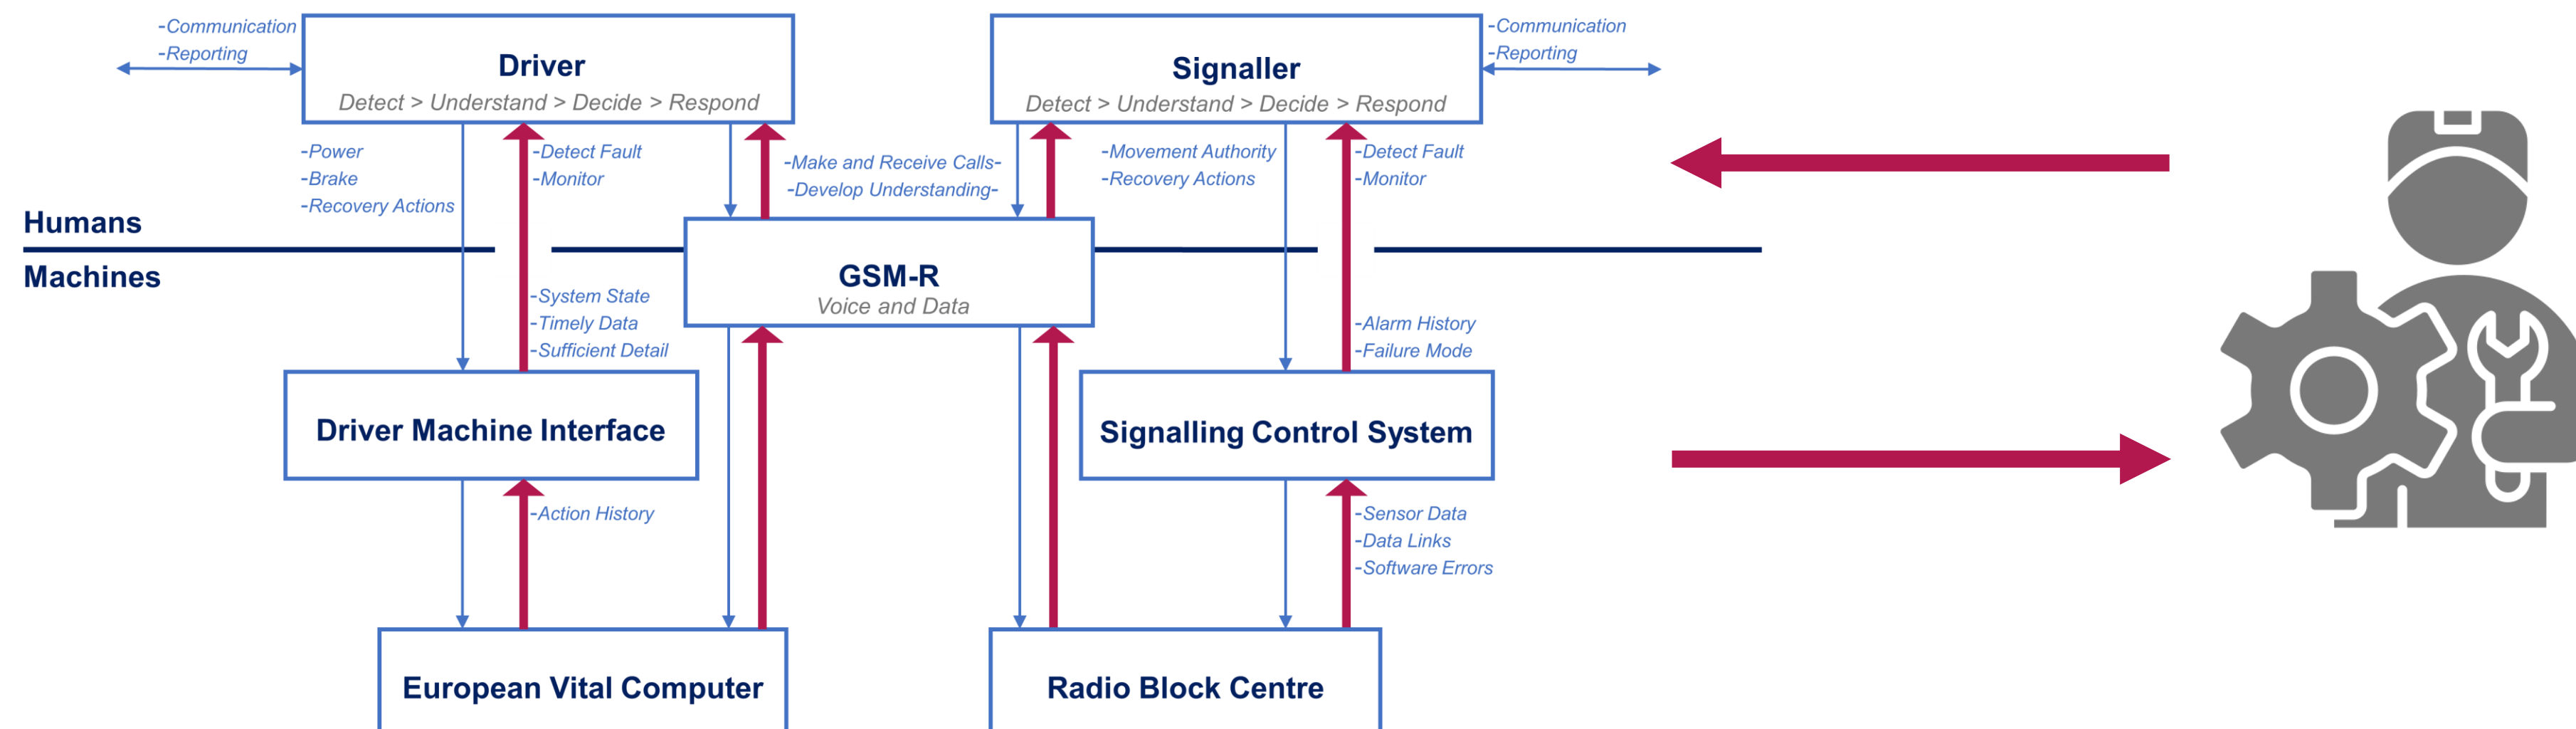 -Communication
-Reporting
Driver
Detect > Understand > Decide > Respond
Signaller
Detect > Understand > Decide > Respond
-Communication
-Reporting
-Power
-Brake
-Recovery Actions
-Detect Fault
-Monitor
-Make and Receive Calls-
-Develop Understanding-
-Movement Authority
-Recovery Actions
-Detect Fault
-Monitor
Humans
Machines
GSM-R
Voice and Data
-System State
-Timely Data
-Sufficient Detail
-Alarm History
-Failure Mode
Driver Machine Interface
Signalling Control System
-Action History
-Sensor Data
-Data Links
-Software Errors
European Vital Computer
Radio Block Centre